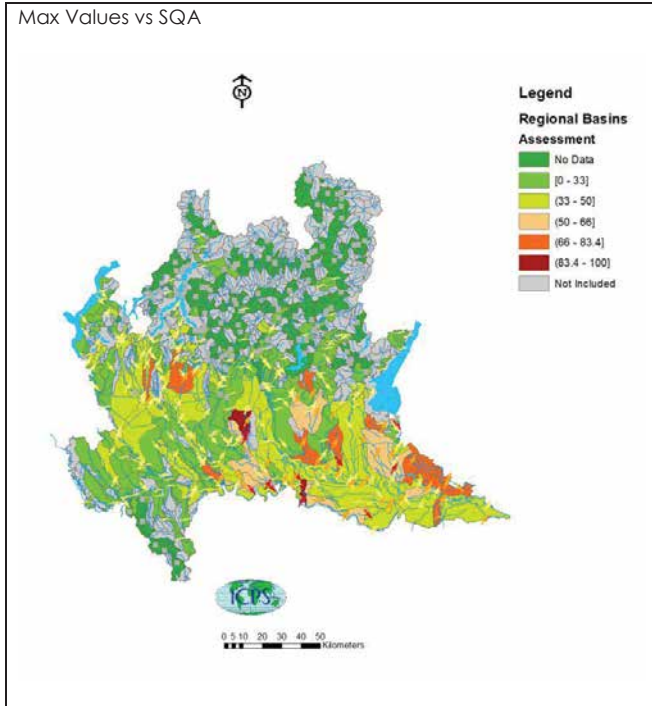 Max Values vs SQA
N
Legend
Regional Basins
Assessment
No Data
[0 - 33]
(33 - 50]
(50 - 66]
(66 - 83.4]
(83.4 - 100]
Not Included
ICPS
0 5 10 20 30 40 50
Kilometers